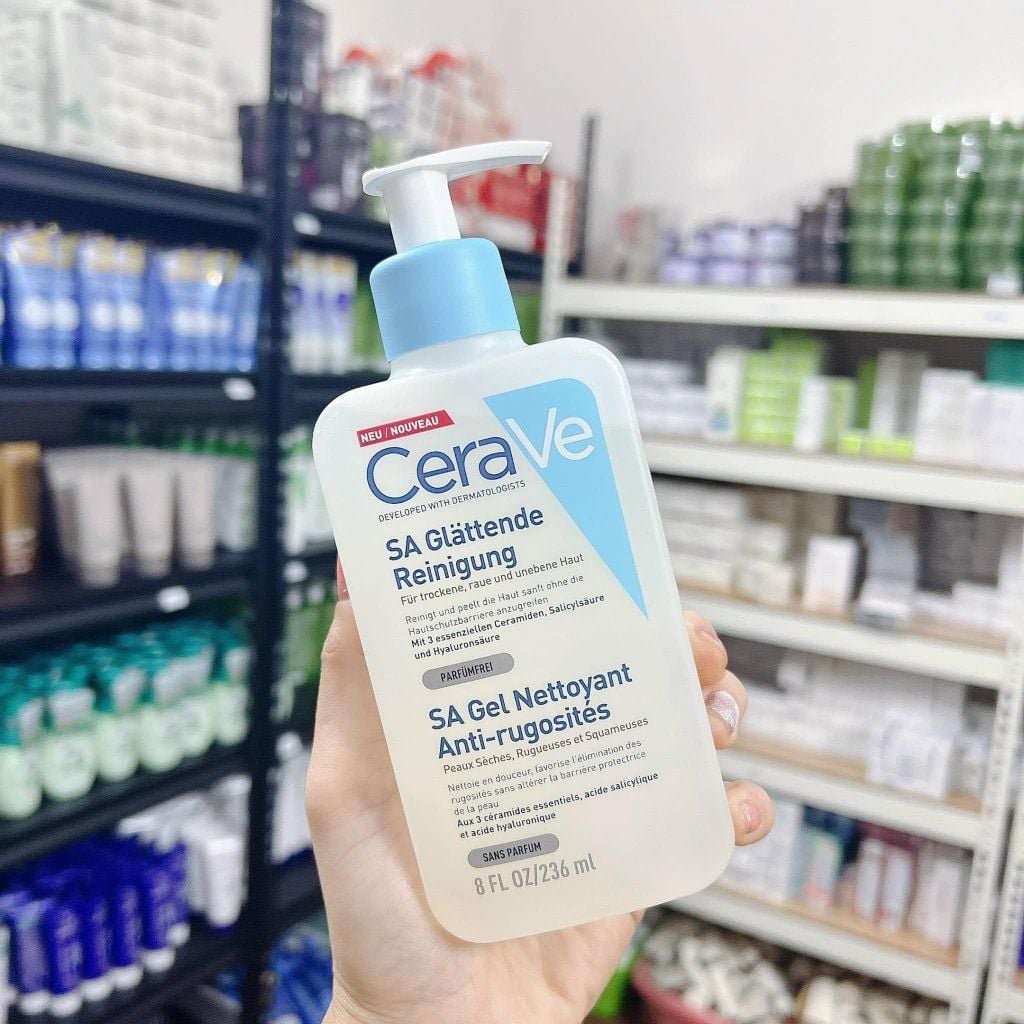 NEU / NOUVEAU
CeraVe
DEVELOPED WITH DERMATOLOGISTS
SA Glättende
Reinigung
Für trockene, raue und unebene Haut
Reinigt und peelt die Haut sanft ohne die
Hautschutzbarriere anzugreifen
Mit 3 essenziellen Ceramiden, Salicylsäure
und Hyaluronsäure
PARFÜMFREI
SA Gel Nettoyant
Anti-rugosités
Peaux Sèches, Rugueuses et Squameuses
Nettoie en douceur, favorise l'élimination des
rugosités sans altérer la barrière protectrice
de la peau
Aux 3 céramides essentiels, acide salicylique
et acide hyaluronique
SANS PARFUM
8 FL OZ/236 ml